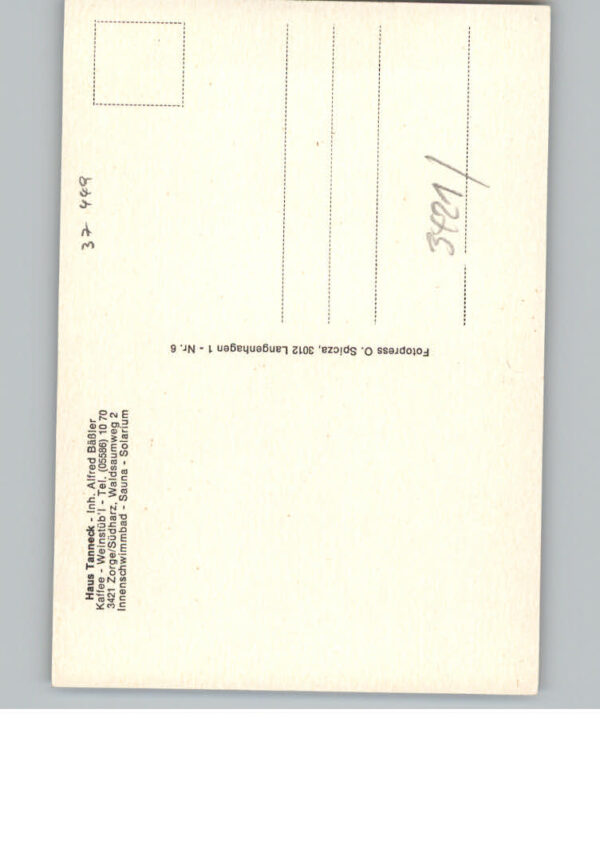 Haus Tanneck - Inh. Alfred Bäßler
Kaffee - Weinstüb'l - Tel. (05586) 10 70
3421 Zorge/Südharz, Waldsaumweg 2
Innenschwimmbad - Sauna - Solarium
Fotopress O. Spicza, 3012 Langenhagen 1 - Nr. 6
37 449
3421/